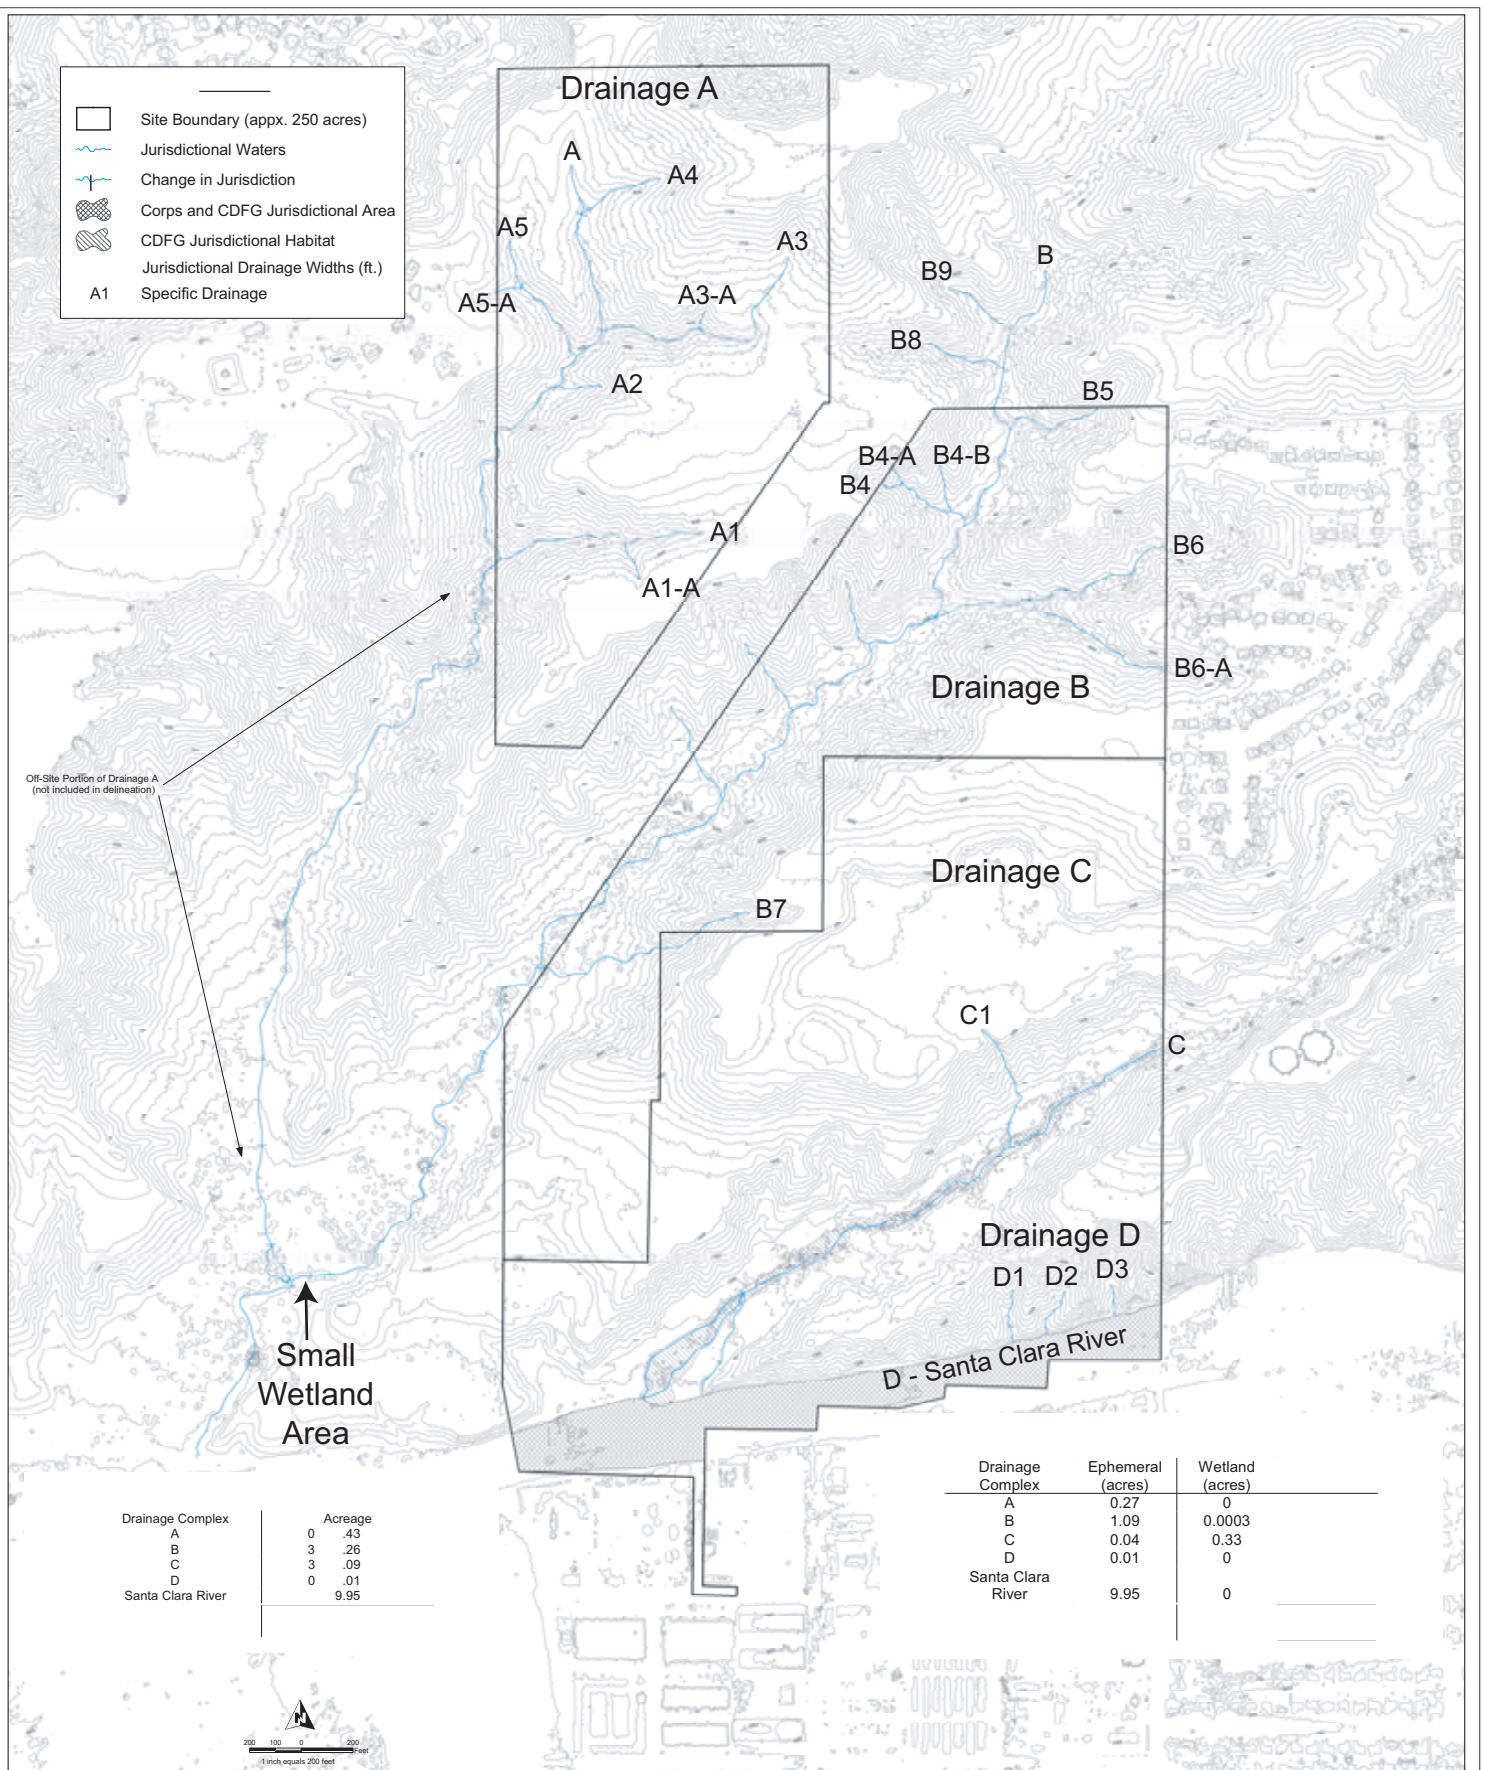 Site Boundary (appx. 250 acres)
Jurisdictional Waters
Change in Jurisdiction
Corps and CDFG Jurisdictional Area
CDFG Jurisdictional Habitat
Jurisdictional Drainage Widths (ft.)
A1 Specific Drainage
Drainage A
A
A4
A5
A3
A5-A
A3-A
A2
A1
A1-A
B
B9
B8
B5
B4-A
B4-B
B4
B6
B6-A
Drainage B
Off-Site Portion of Drainage A
(not included in delineation)
Drainage C
B7
C1
C
Drainage D
D1
D2
D3
D - Santa Clara River
Small
Wetland
Area
Drainage Complex Acreage
A 0 .43
B 3 .26
C 3 .09
D 0 .01
Santa Clara River 9.95
Drainage Ephemeral Wetland
Complex (acres) (acres)
A 0.27 0
B 1.09 0.0003
C 0.04 0.33
D 0.01 0
Santa Clara
River 9.95 0
N
200 100 0 200
Feet
1 inch equals 200 feet